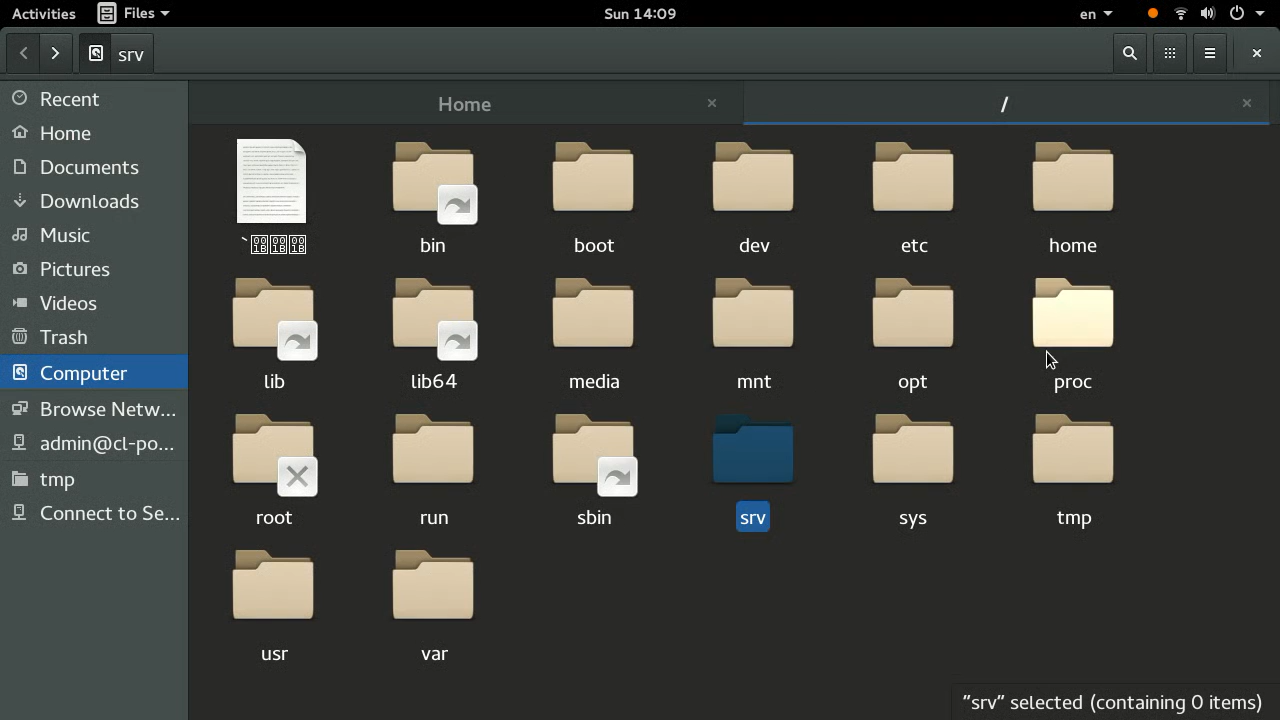 Activities Files Sun 14:09 en
srv
Recent
Home
Documents
Downloads
Music
Pictures
Videos
Trash
Computer
Browse Netw...
admin@cl-po...
tmp
Connect to Se...
Home /
bin boot dev etc home
lib lib64 media mnt opt proc
root run sbin srv sys tmp
usr var
"srv" selected (containing 0 items)